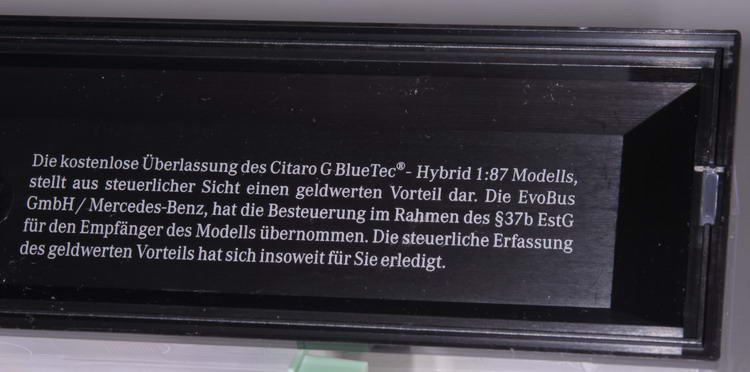 Die kostenlose Überlassung des Citaro G BlueTec®- Hybrid 1:87 Modells,
stellt aus steuerlicher Sicht einen geldwerten Vorteil dar. Die EvoBus
GmbH / Mercedes-Benz, hat die Besteuerung im Rahmen des §37b EstG
für den Empfänger des Modells übernommen. Die steuerliche Erfassung
des geldwerten Vorteils hat sich insoweit für Sie erledigt.